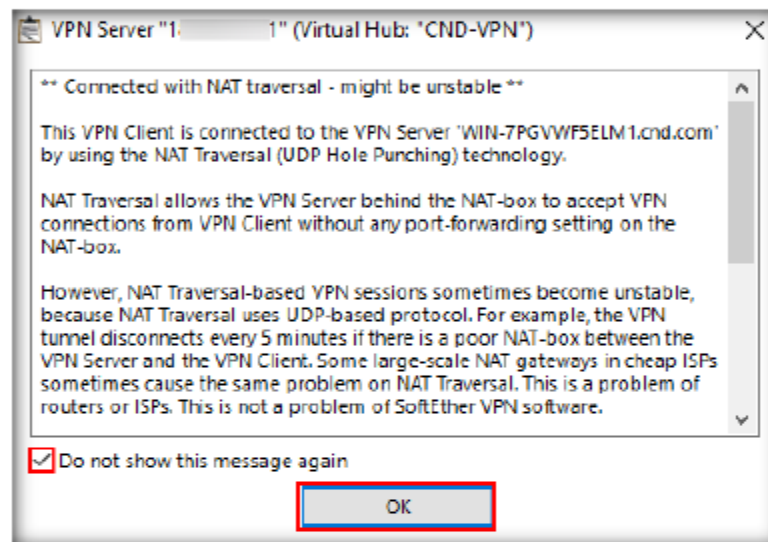 VPN Server "1 1" (Virtual Hub: "CND-VPN")
** Connected with NAT traversal - might be unstable **
This VPN Client is connected to the VPN Server 'WIN-7PGVWF5ELM1.cnd.com'
by using the NAT Traversal (UDP Hole Punching) technology.
NAT Traversal allows the VPN Server behind the NAT-box to accept VPN
connections from VPN Client without any port-forwarding setting on the
NAT-box.
However, NAT Traversal-based VPN sessions sometimes become unstable,
because NAT Traversal uses UDP-based protocol. For example, the VPN
tunnel disconnects every 5 minutes if there is a poor NAT-box between the
VPN Server and the VPN Client. Some large-scale NAT gateways in cheap ISPs
sometimes cause the same problem on NAT Traversal. This is a problem of
routers or ISPs. This is not a problem of SoftEther VPN software.
Do not show this message again
OK